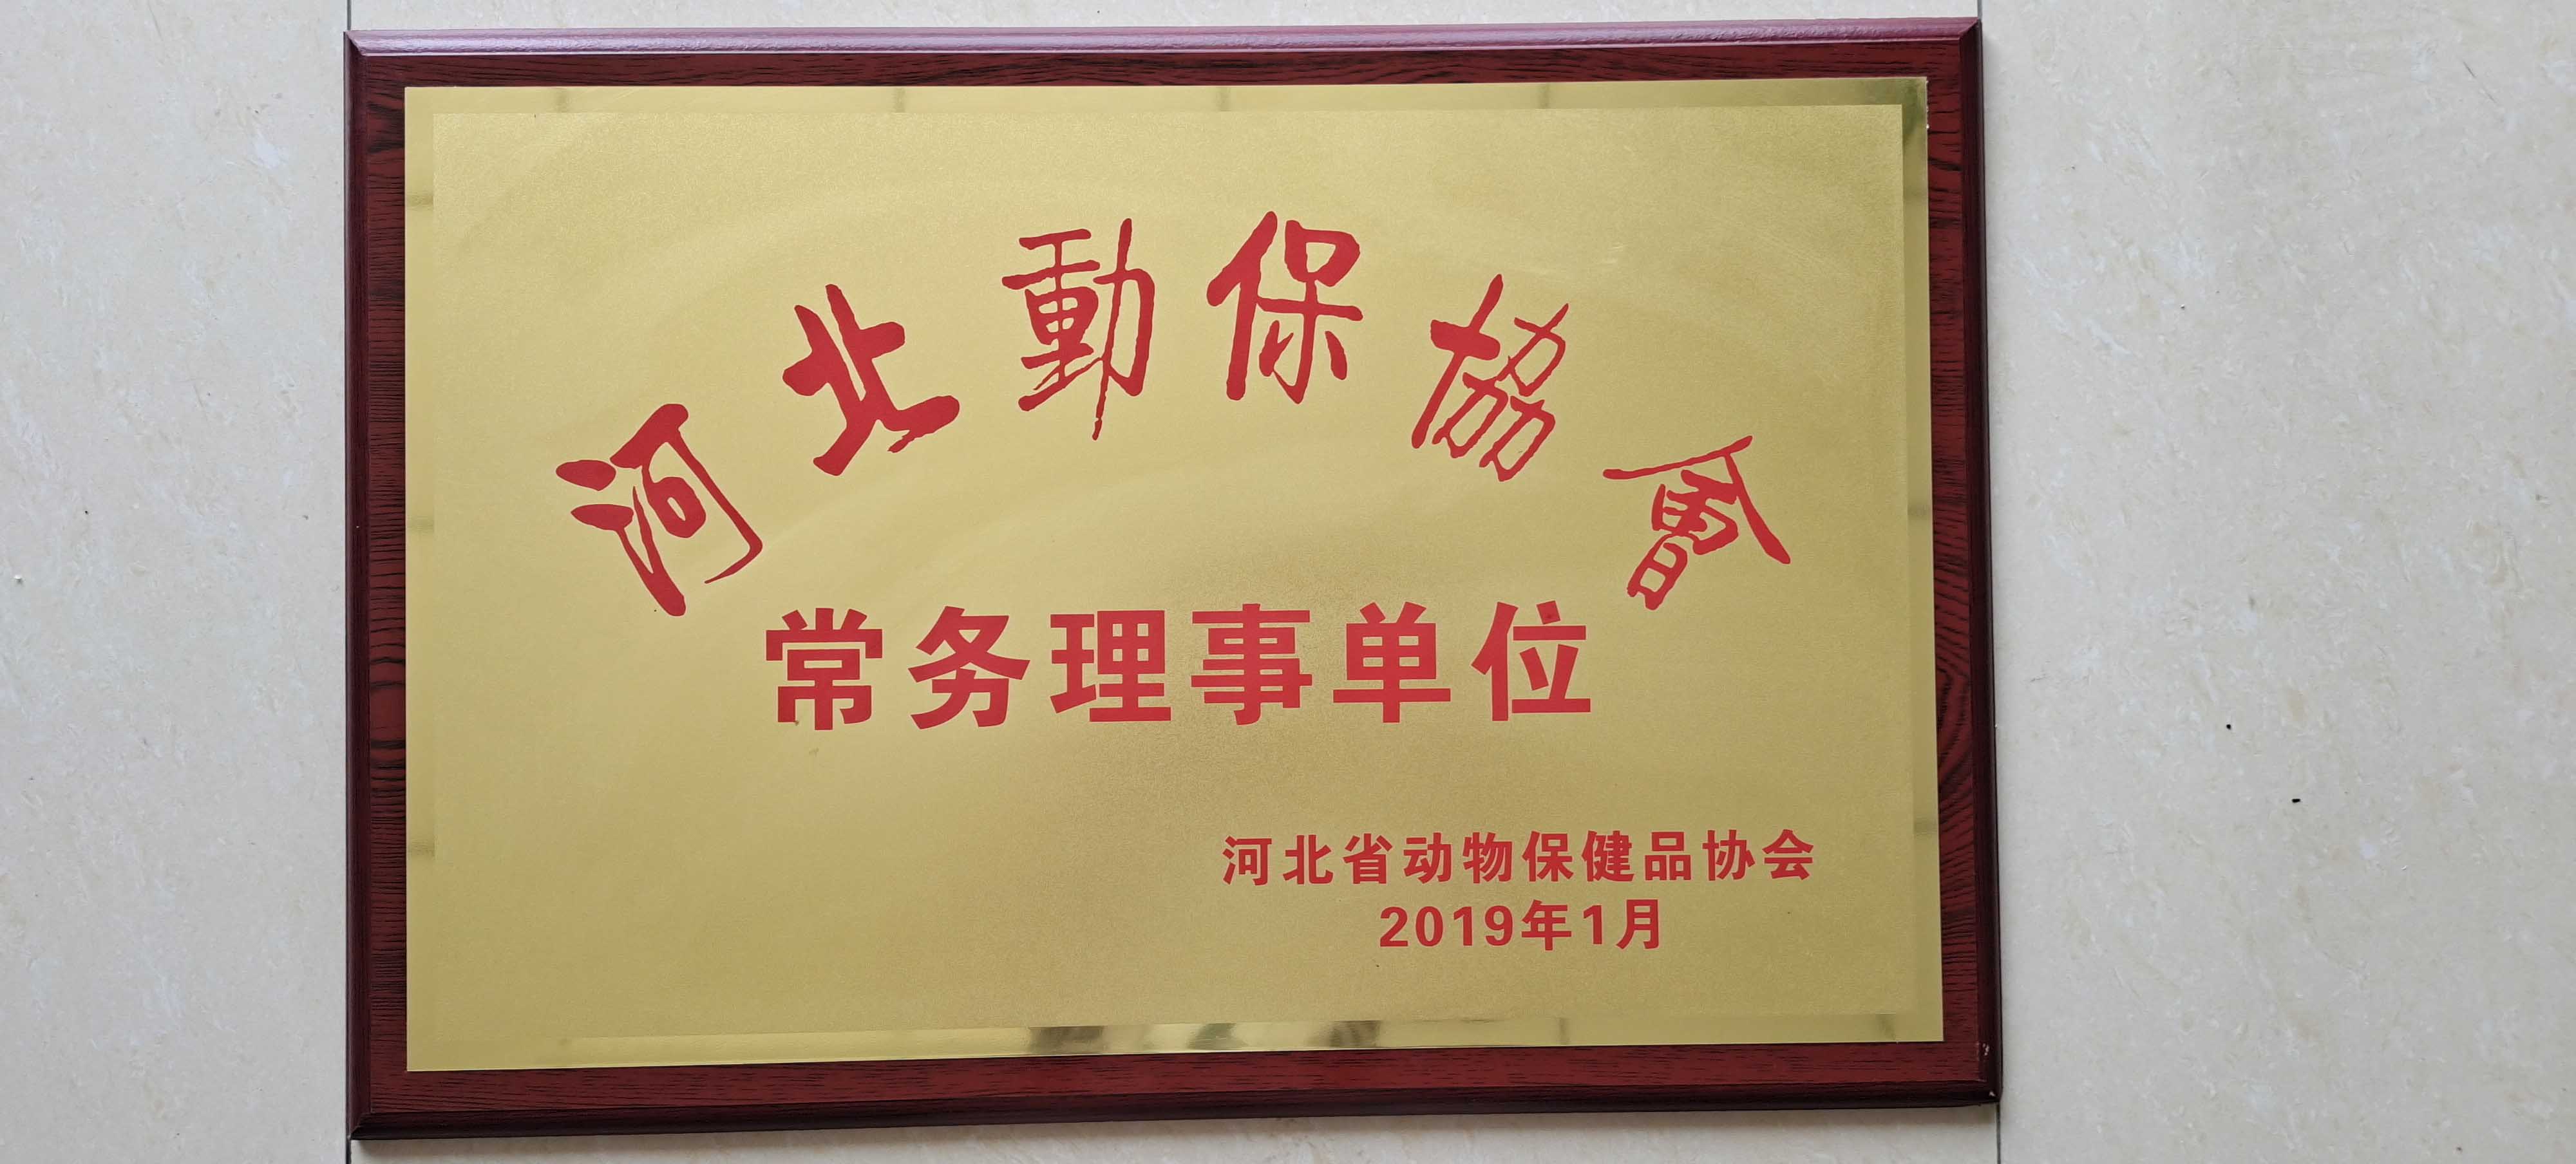 河北動保協會
常务理事单位
河北省动物保健品协会
2019年1月